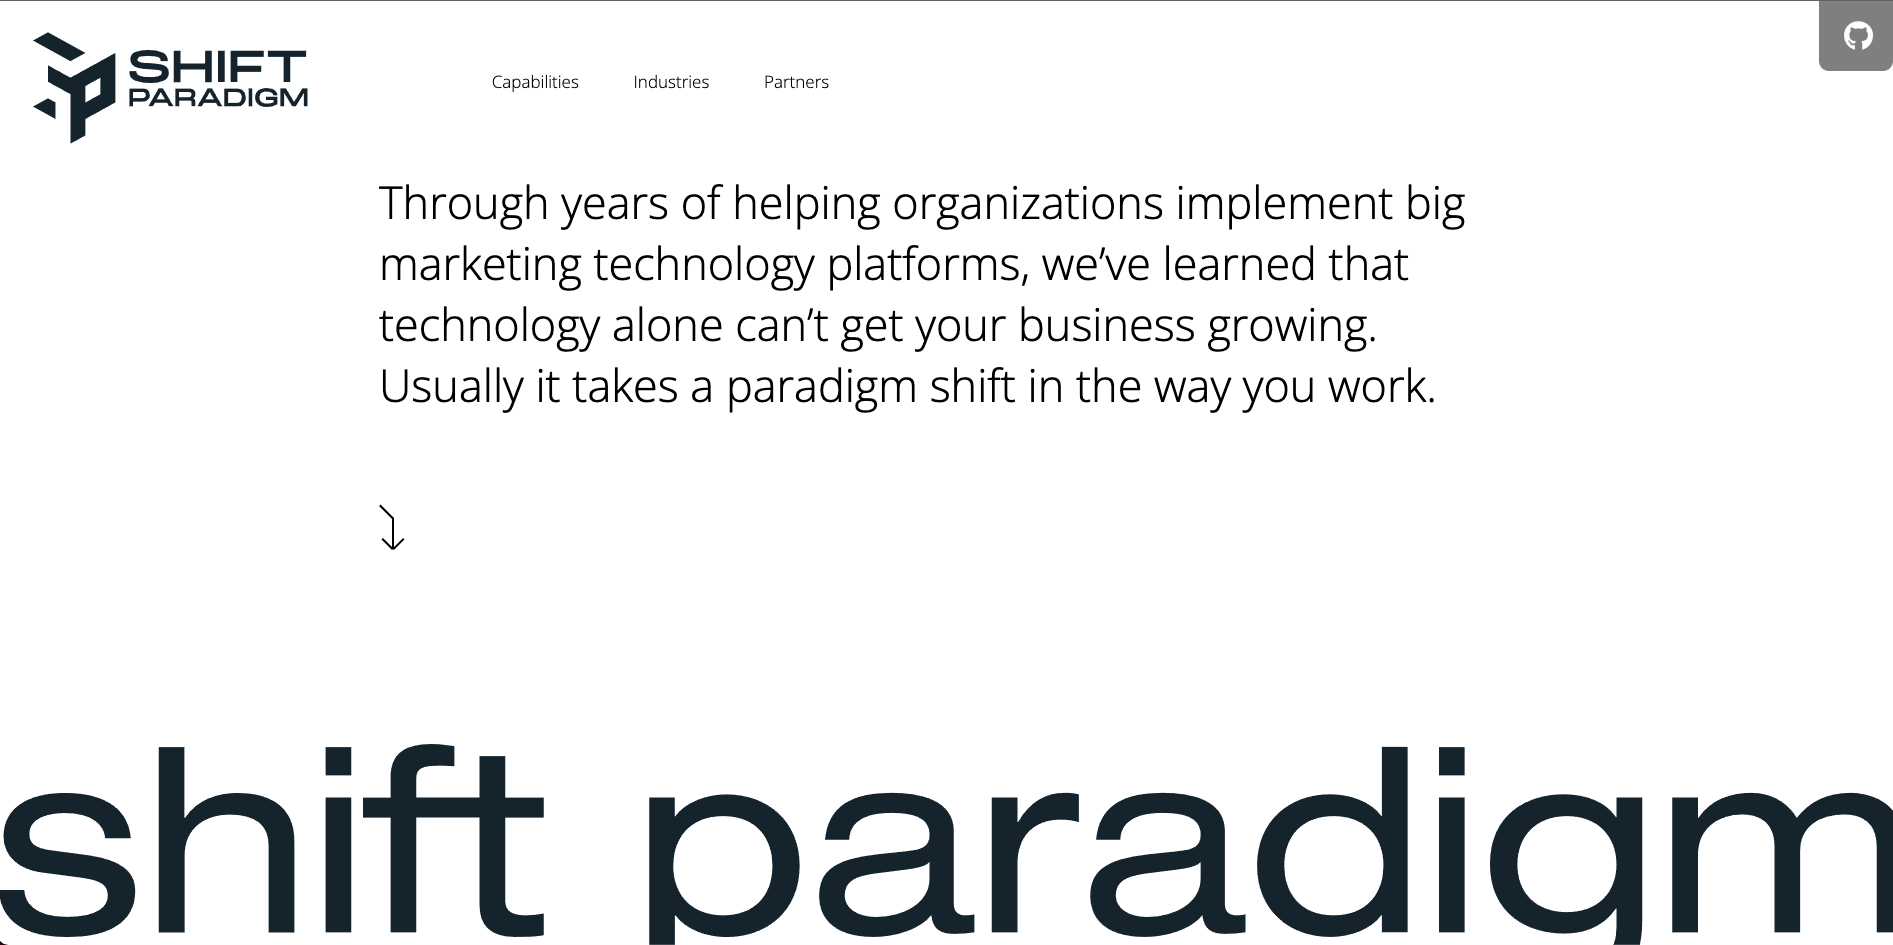 SHIFT
PARADIGM
Capabilities Industries Partners
Through years of helping organizations implement big
marketing technology platforms, we’ve learned that
technology alone can’t get your business growing.
Usually it takes a paradigm shift in the way you work.
shift paradigm